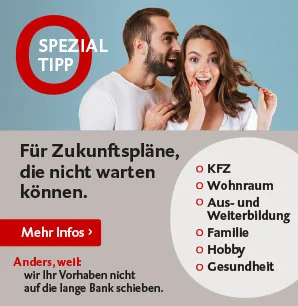 O
SPEZIAL
TIPP
Für Zukunftspläne,
die nicht warten
können.
Mehr Infos >
Anders, weil:
wir Ihr Vorhaben nicht
auf die lange Bank schieben.
O KFZ
O Wohnraum
O Aus- und
Weiterbildung
O Familie
O Hobby
O Gesundheit